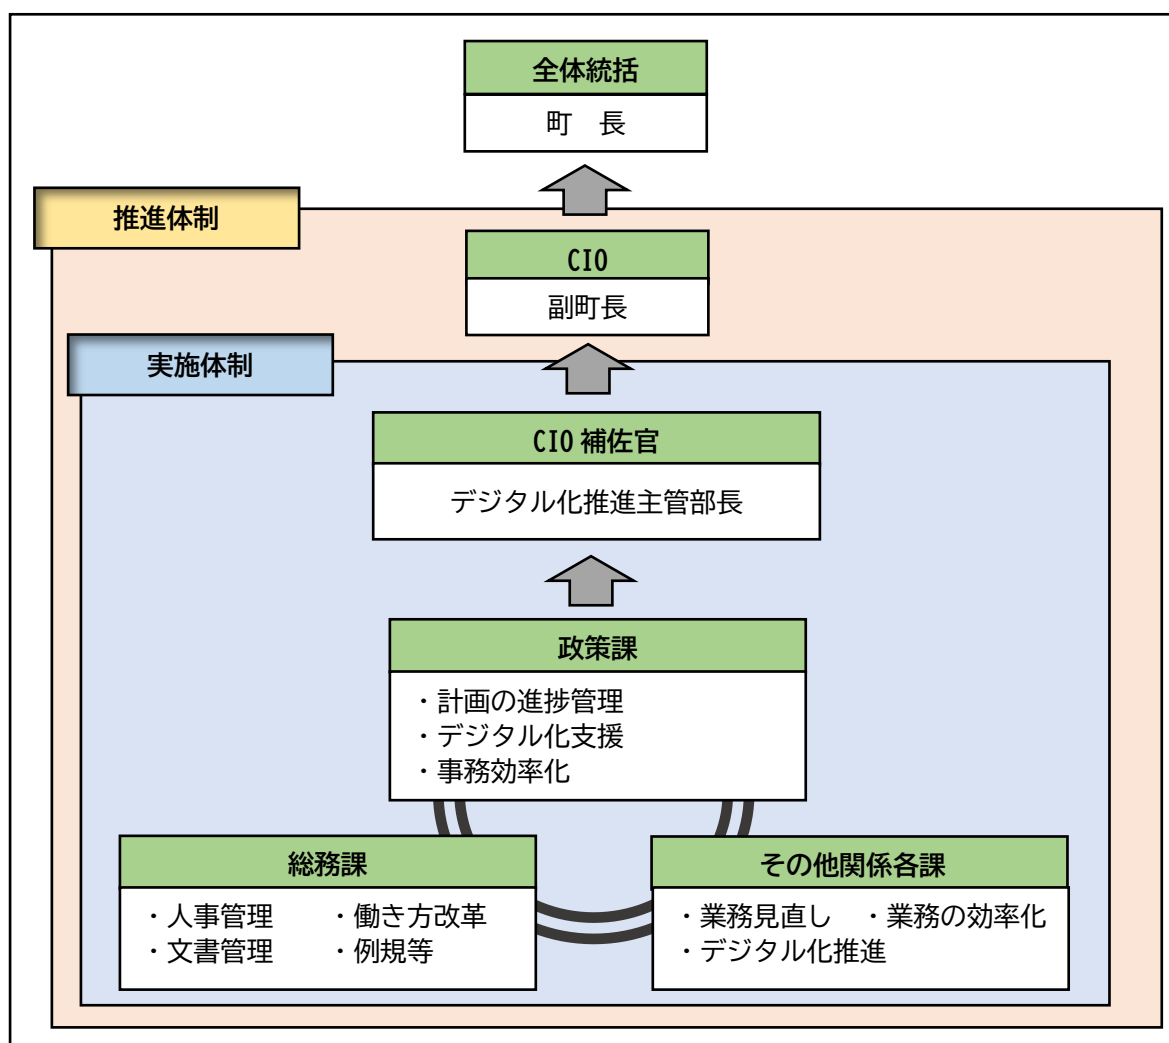 全体統括
町　長
推進体制
CIO
副町長
実施体制
CIO 補佐官
デジタル化推進主管部長
政策課
・計画の進捗管理
・デジタル化支援
・事務効率化
総務課
・人事管理　　・働き方改革
・文書管理　　・例規等
その他関係各課
・業務見直し　・業務の効率化
・デジタル化推進